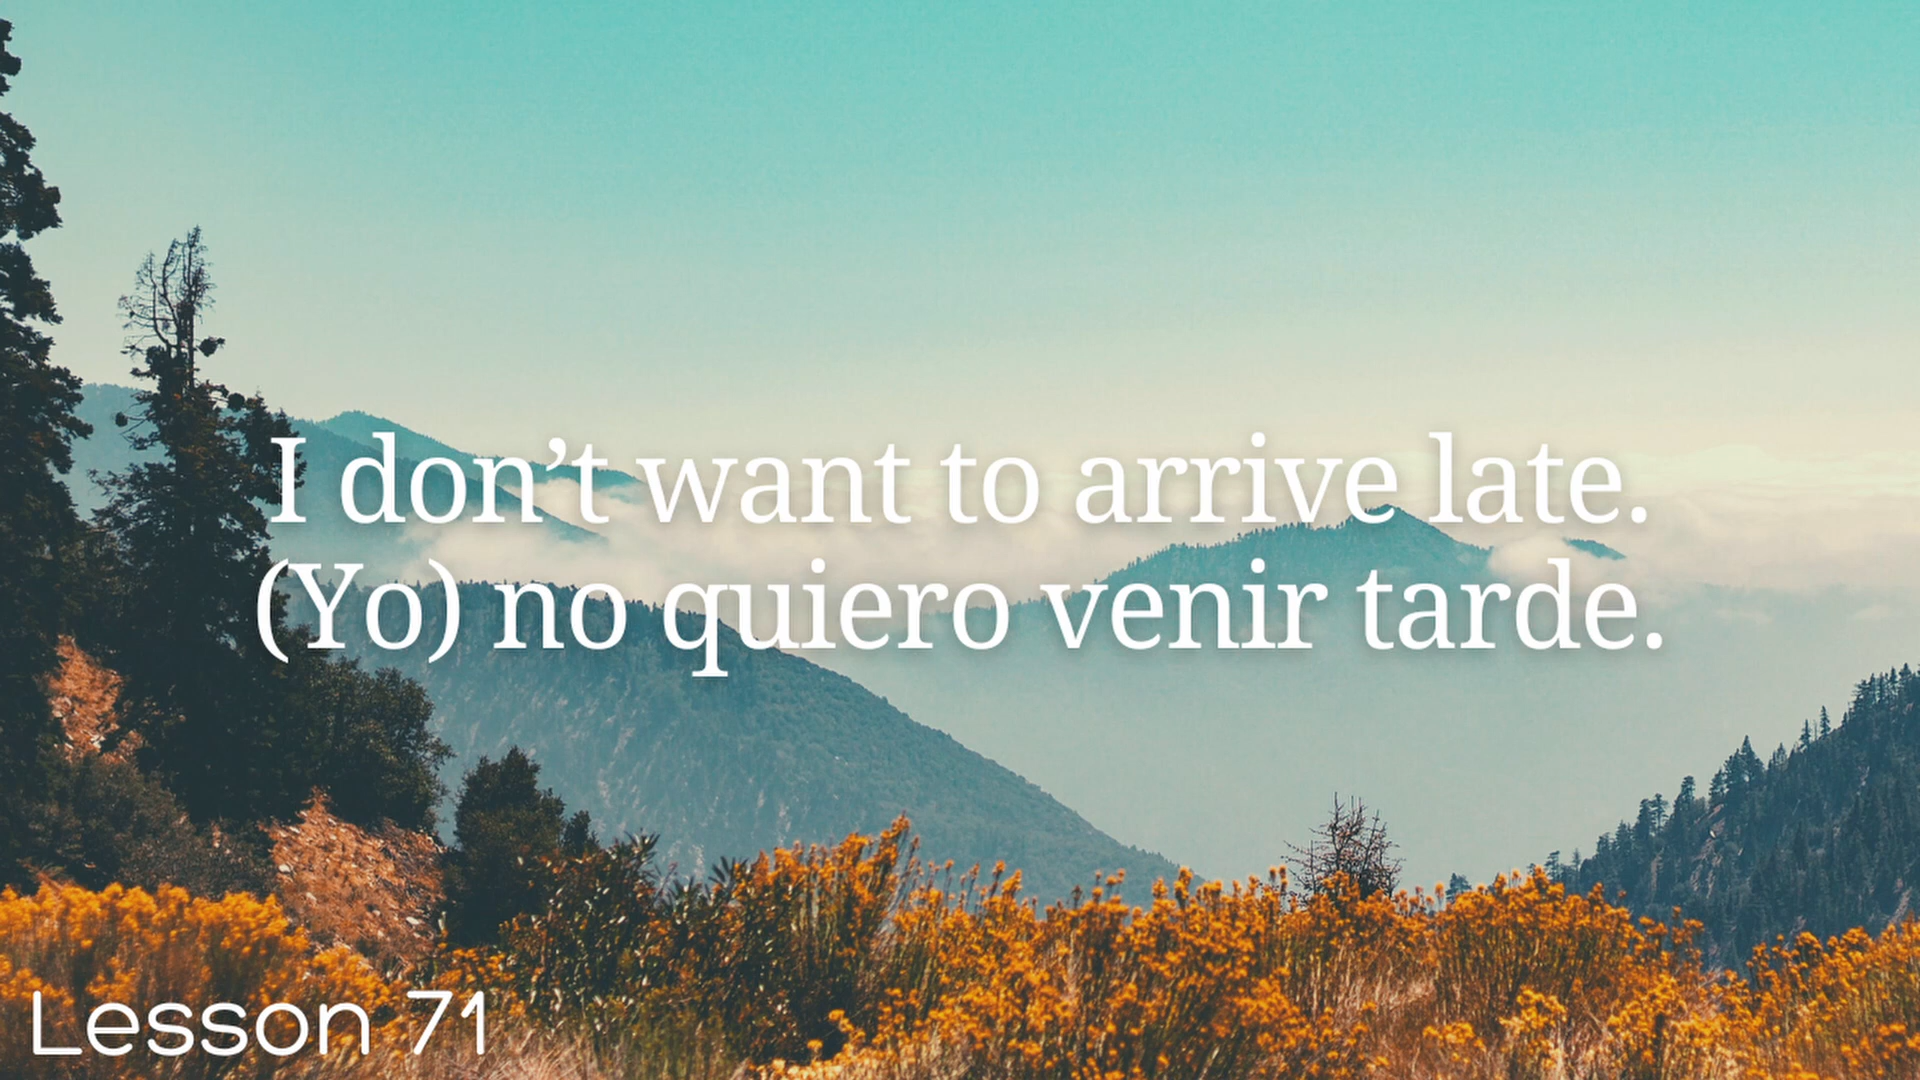 I don’t want to arrive late.
(Yo) no quiero venir tarde.
Lesson 71